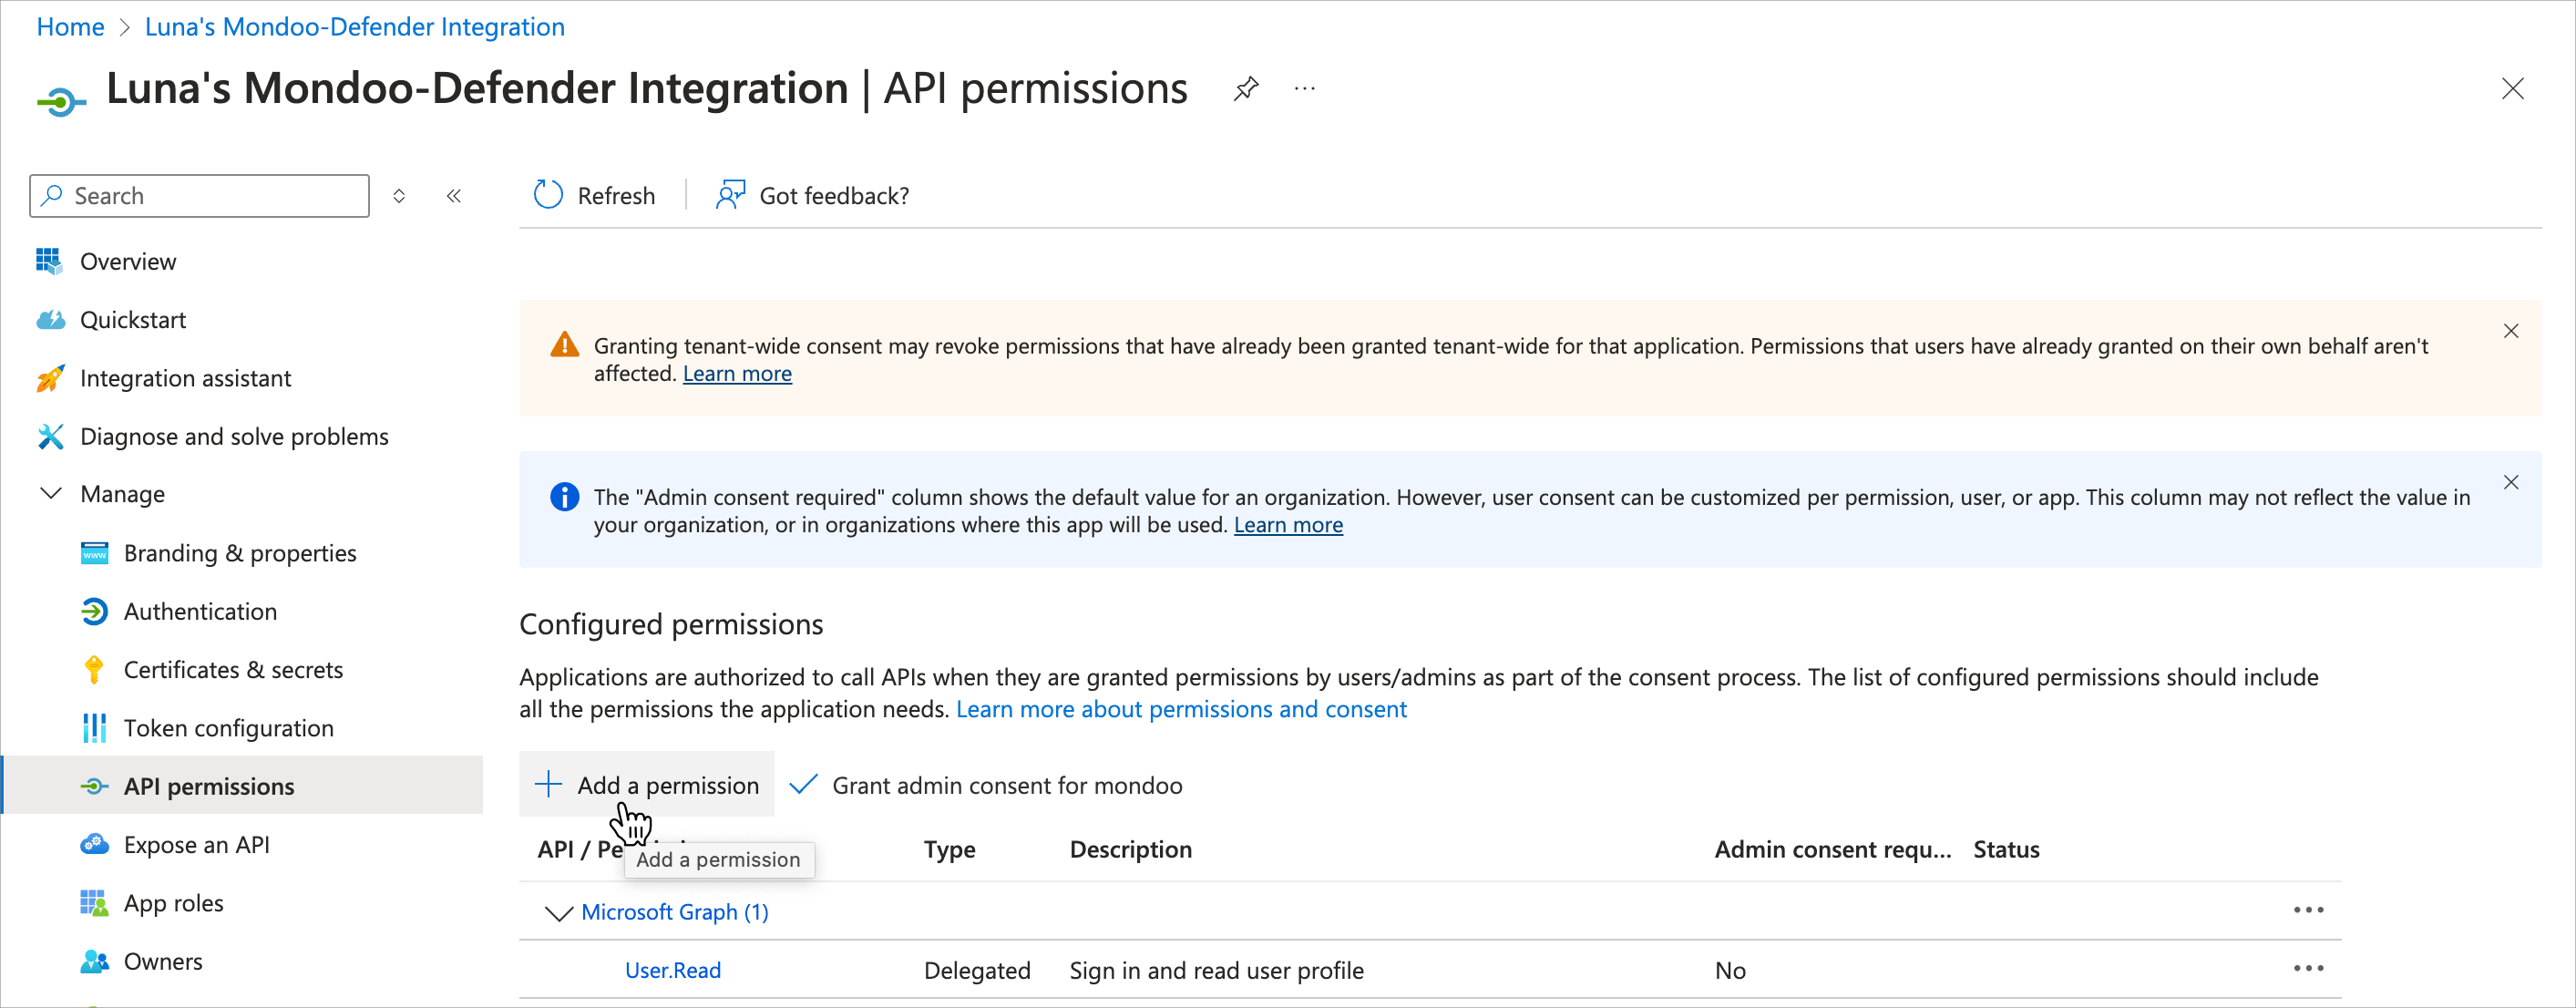 Home > Luna's Mondoo-Defender Integration
Luna's Mondoo-Defender Integration | API permissions
Search
Refresh
Got feedback?
Overview
Quickstart
Integration assistant
Diagnose and solve problems
Manage
Branding & properties
Authentication
Certificates & secrets
Token configuration
API permissions
Expose an API
App roles
Owners
Granting tenant-wide consent may revoke permissions that have already been granted tenant-wide for that application. Permissions that users have already granted on their own behalf aren't
affected. Learn more
The "Admin consent required" column shows the default value for an organization. However, user consent can be customized per permission, user, or app. This column may not reflect the value in
your organization, or in organizations where this app will be used. Learn more
Configured permissions
Applications are authorized to call APIs when they are granted permissions by users/admins as part of the consent process. The list of configured permissions should include
all the permissions the application needs. Learn more about permissions and consent
Add a permission
Grant admin consent for mondoo
API / Pe
Add a permission
Type
Description
Admin consent requ...
Status
Microsoft Graph (1)
User.Read
Delegated
Sign in and read user profile
No